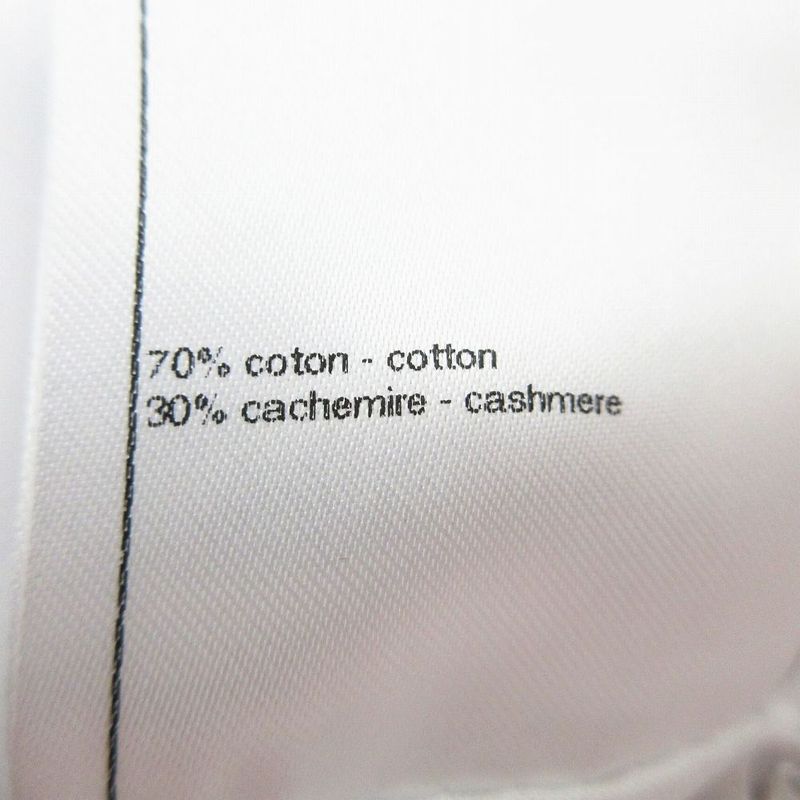 70% coton - cotton
30% cachemire - cashmere